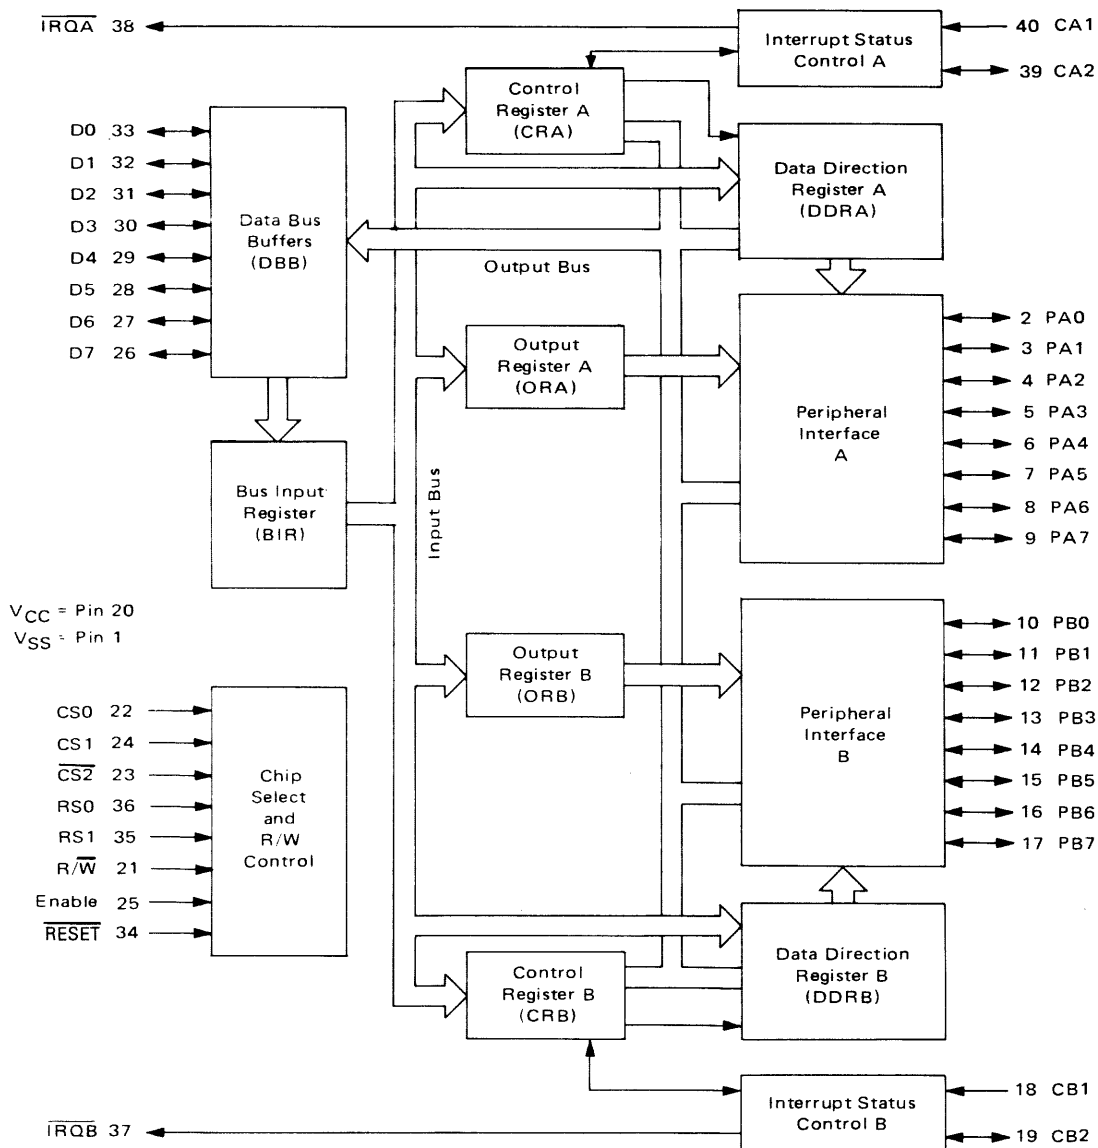 IRQA 38
Interrupt Status
Control A
40 CA1
39 CA2
Control
Register A
(CRA)
D0 33
D1 32
D2 31
D3 30
D4 29
D5 28
D6 27
D7 26
Data Bus
Buffers
(DBB)
Data Direction
Register A
(DDRA)
Output Bus
Output
Register A
(ORA)
Peripheral
Interface
A
2 PA0
3 PA1
4 PA2
5 PA3
6 PA4
7 PA5
8 PA6
9 PA7
Bus Input
Register
(BIR)
Input Bus
VCC = Pin 20
VSS = Pin 1
Output
Register B
(ORB)
Peripheral
Interface
B
10 PB0
11 PB1
12 PB2
13 PB3
14 PB4
15 PB5
16 PB6
17 PB7
CS0 22
CS1 24
CS2 23
RS0 36
RS1 35
R/W 21
Enable 25
RESET 34
Chip
Select
and
R/W
Control
Control
Register B
(CRB)
Data Direction
Register B
(DDRB)
Interrupt Status
Control B
18 CB1
19 CB2
IRQB 37